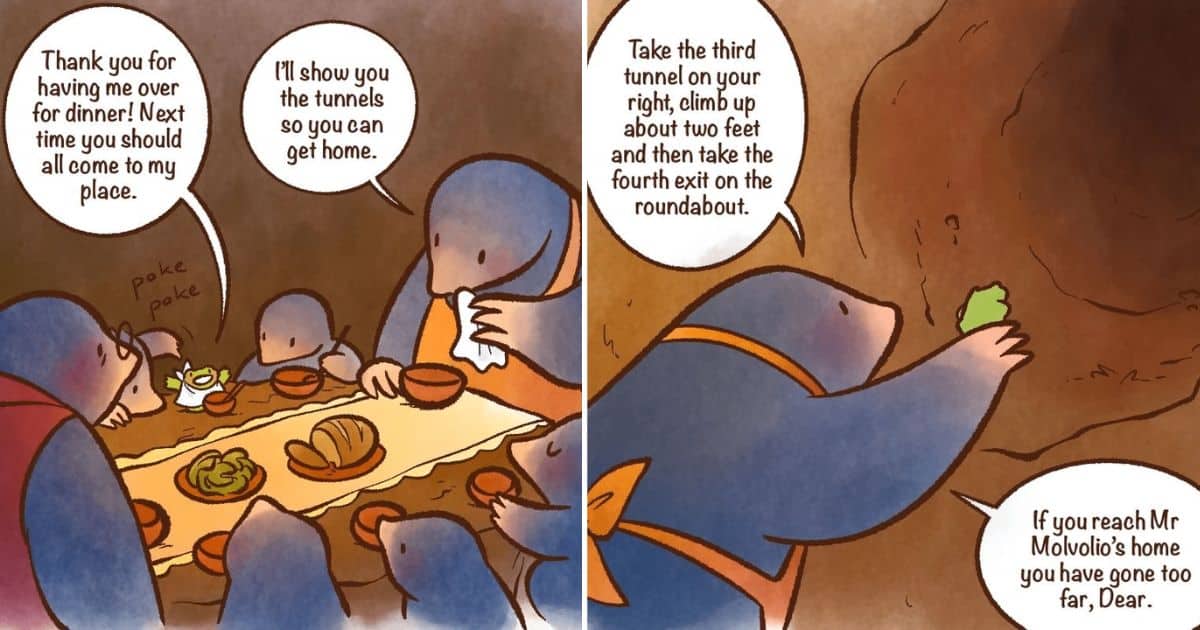 Thank you for
having me over
for dinner! Next
time you should
all come to my
place.
I'll show you
the tunnels
so you can
get home.
poke
poke
Take the third
tunnel on your
right, climb up
about two feet
and then take the
fourth exit on the
roundabout.
If you reach Mr
Molvolio's home
you have gone too
far, Dear.